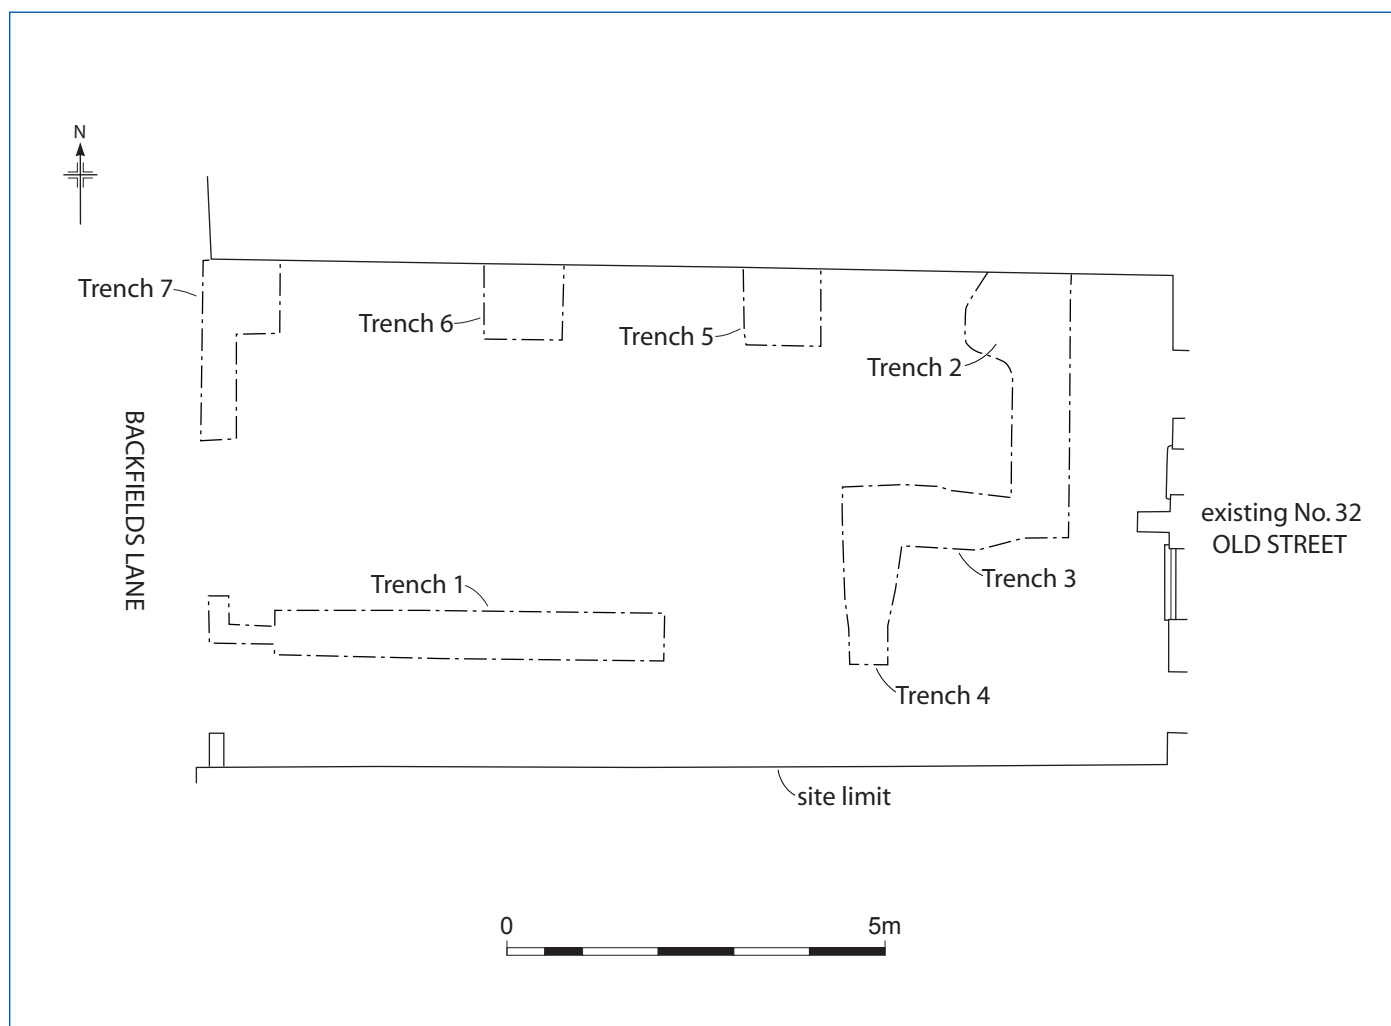 N
Trench 7
Trench 6
Trench 5
Trench 2
BACKFIELDS LANE
existing No. 32
OLD STREET
Trench 1
Trench 3
Trench 4
site limit
0
5m